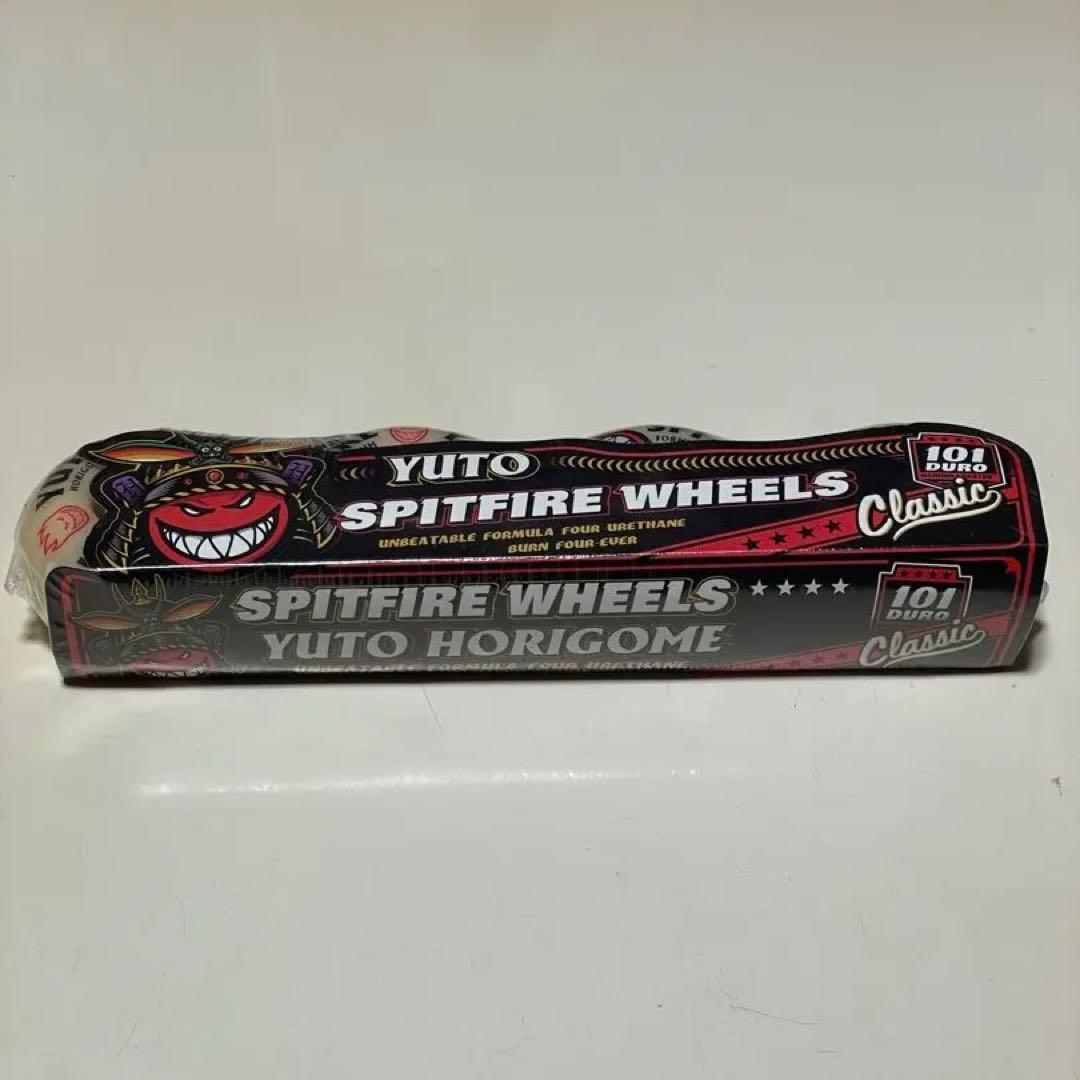 YUTO
SPITFIRE WHEELS
UNBEATABLE FORMULA FOUR URETHANE
BURN FOUR-EVER
101
DURO
Classic
SPITFIRE WHEELS
YUTO HORIGOME
UNBEATABLE FORMULA FOUR URETHANE
101
DURO
Classic